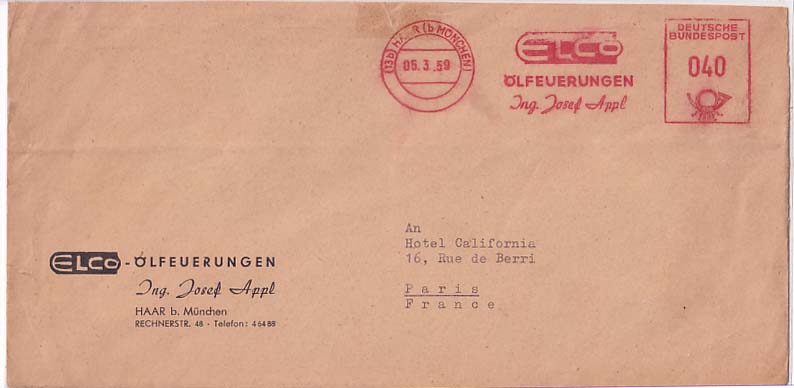 (13b) HAAR (b MÜNCHEN)
05. 3. 59
ELCO
ÖLFEUERUNGEN
Ing. Josef Appl
DEUTSCHE
BUNDESPOST
040
An
Hotel California
16, Rue de Berri
Paris
France
ELCO - ÖLFEUERUNGEN
Ing. Josef Appl
HAAR b. München
RECHNERSTR. 48 - Telefon: 46488